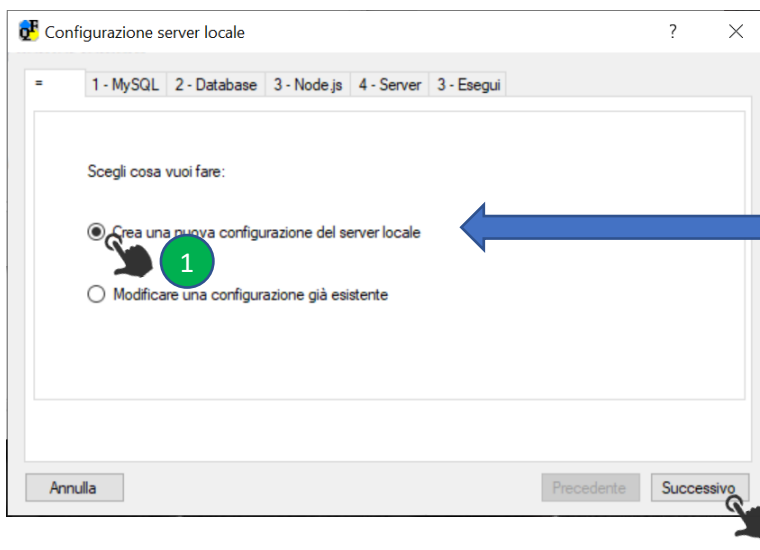 Configurazione server locale
= 1 - MySQL 2 - Database 3 - Node.js 4 - Server 3 - Esegui
Scegli cosa vuoi fare:
Crea una nuova configurazione del server locale
1
Modificare una configurazione già esistente
Annulla Precedente Successivo